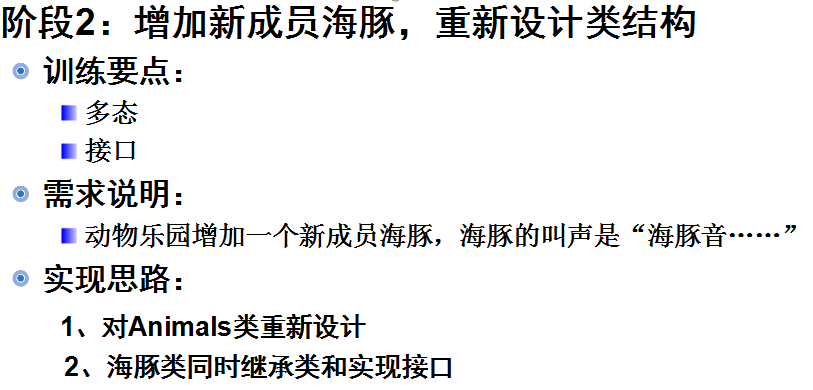 阶段2：增加新成员海豚，重新设计类结构
训练要点：
多态
接口
需求说明：
动物乐园增加一个新成员海豚，海豚的叫声是“海豚音……”
实现思路：
1、对Animals类重新设计
2、海豚类同时继承类和实现接口